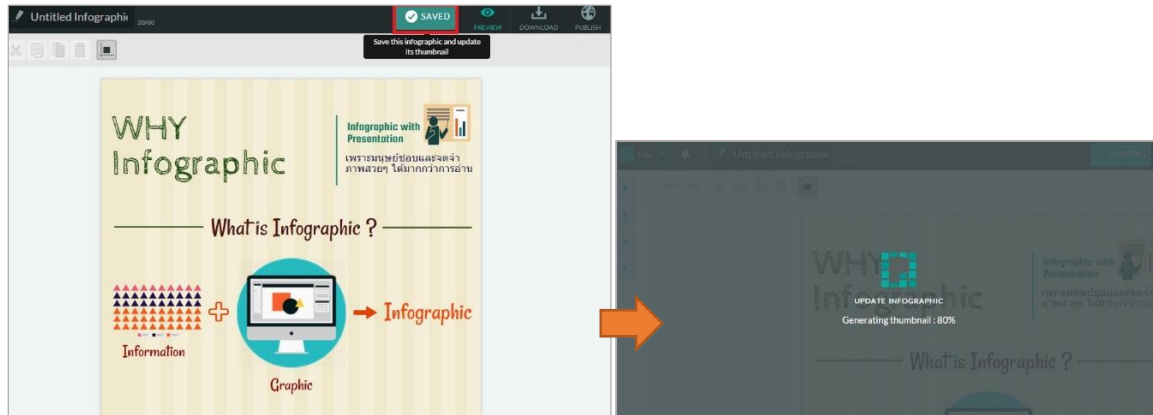 Untitled Infographic 20/60
SAVED
PREVIEW
DOWNLOAD
PUBLISH
Save this infographic and update
its thumbnail
WHY
Infographic
Infographic with
Presentation
เพราะมนุษย์ชอบและจดจำ
ภาพสวยๆ ได้มากกว่าการอ่าน
What is Infographic ?
Information
Graphic
Infographic
Untitled Infographic
SAVING
WHY
Infographic
Infographic with
Presentation
UPDATE INFOGRAPHIC
Generating thumbnail : 80%
What is Infographic ?